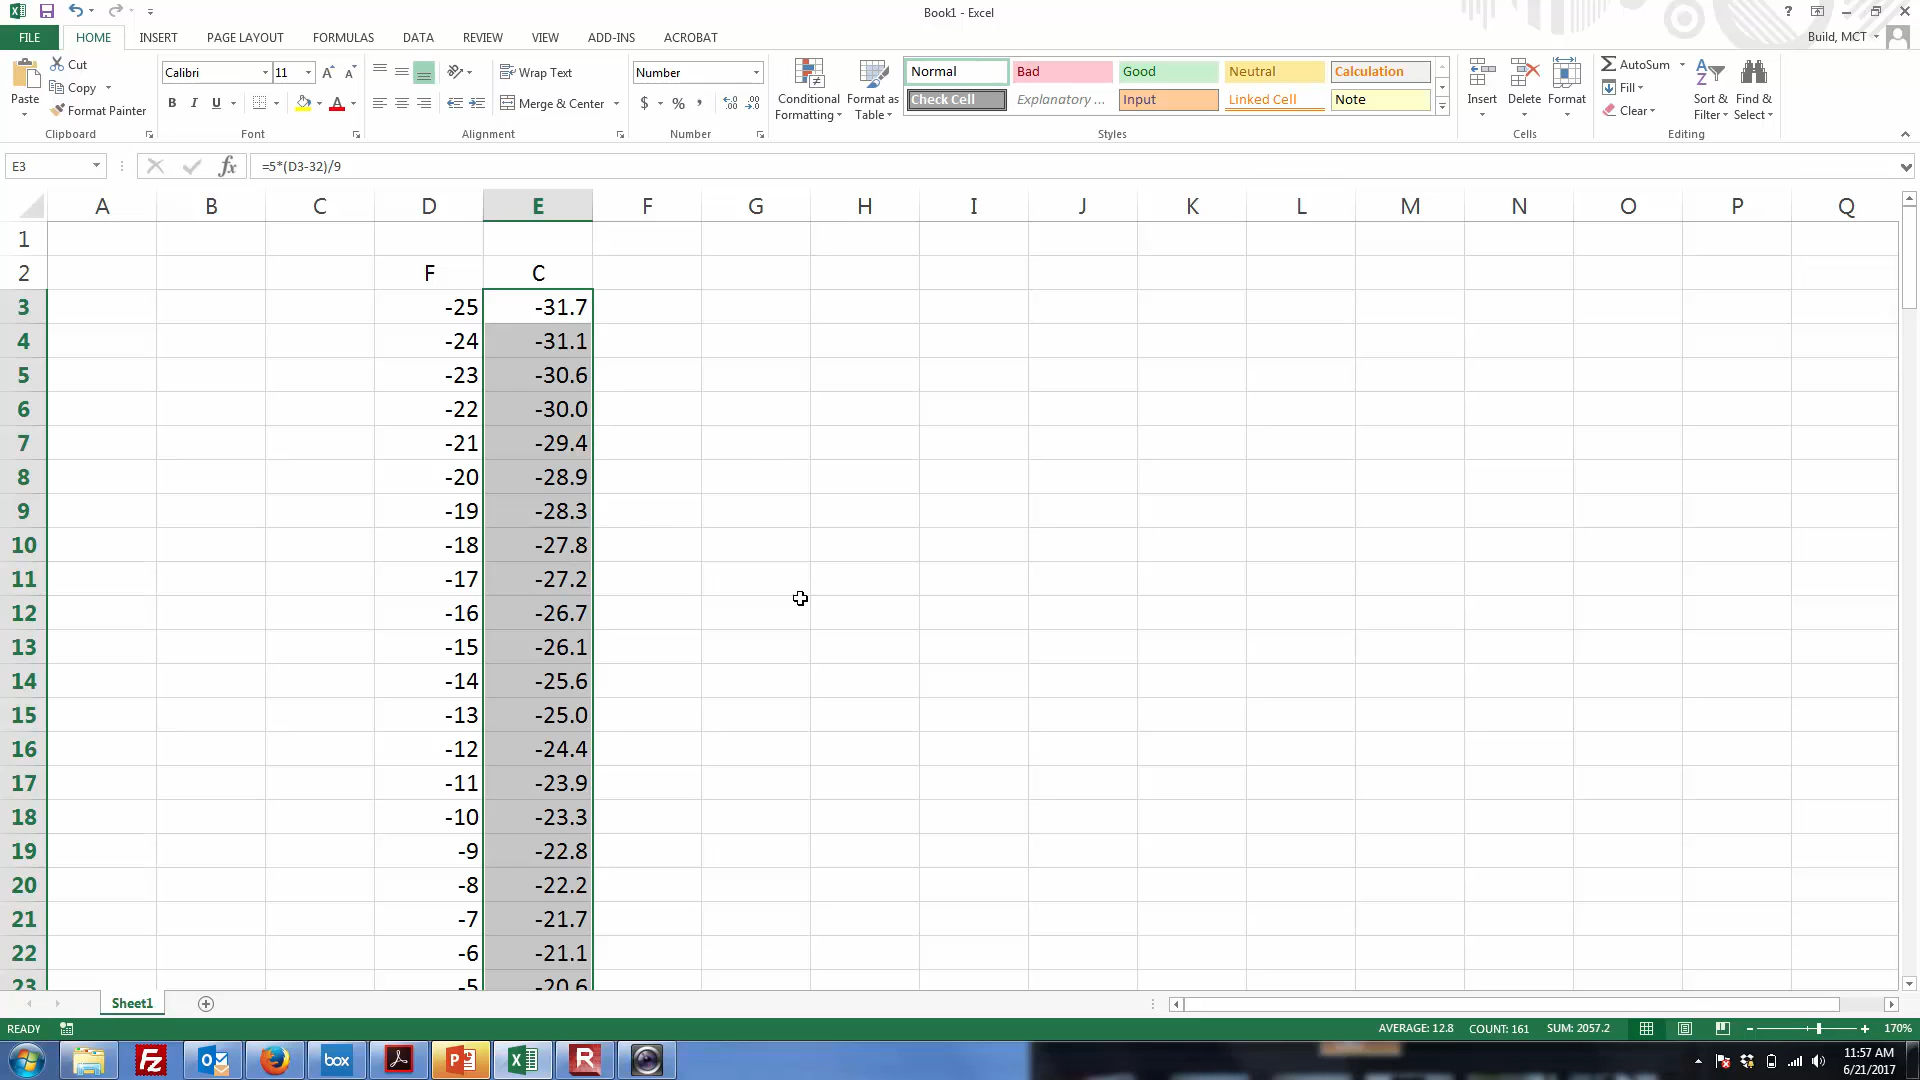 Book1 - Excel
?
FILE HOME INSERT PAGE LAYOUT FORMULAS DATA REVIEW VIEW ADD-INS ACROBAT Build, MCT
Paste Cut Copy Format Painter
Calibri 11
B I U A
Wrap Text
Merge & Center
Number
$ % ,
Conditional Formatting
Format as Table
Normal Bad Good Neutral Calculation
Check Cell Explanatory ... Input Linked Cell Note
Insert Delete Format
AutoSum
Fill
Clear
Sort & Filter
Find & Select
Clipboard Font Alignment Number Styles Cells Editing
E3 fx =5*(D3-32)/9
A B C D E F G H I J K L M N O P Q
1
2 F C
3 -25 -31.7
4 -24 -31.1
5 -23 -30.6
6 -22 -30.0
7 -21 -29.4
8 -20 -28.9
9 -19 -28.3
10 -18 -27.8
11 -17 -27.2
12 -16 -26.7
13 -15 -26.1
14 -14 -25.6
15 -13 -25.0
16 -12 -24.4
17 -11 -23.9
18 -10 -23.3
19 -9 -22.8
20 -8 -22.2
21 -7 -21.7
22 -6 -21.1
23 -5 -20.6
Sheet1
READY AVERAGE: 12.8 COUNT: 161 SUM: 2057.2 170%
Fz box R
11:57 AM
6/21/2017